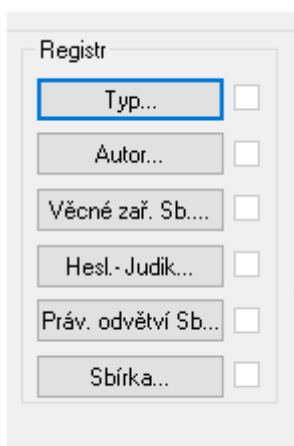 Registr
Typ...
Autor...
Věcné zař. Sb....
Hesl.- Judik...
Práv. odvětví Sb...
Sbírka...